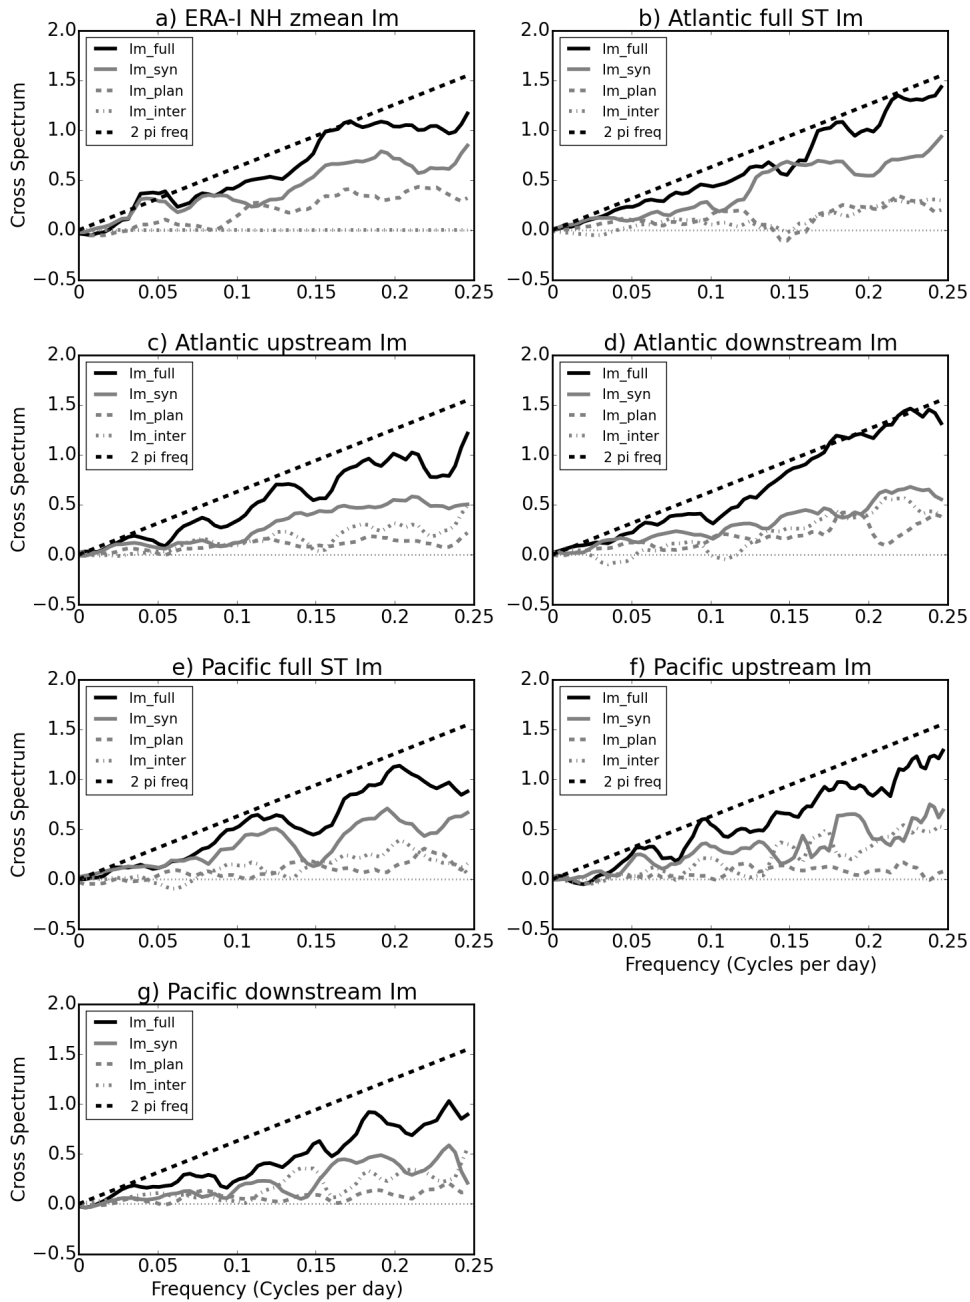 a) ERA-I NH zmean Im
2.0
1.5
1.0
0.5
0.0
−0.5
Cross Spectrum
Im_full
Im_syn
Im_plan
Im_inter
2 pi freq
0 0.05 0.1 0.15 0.2 0.25
b) Atlantic full ST Im
2.0
1.5
1.0
0.5
0.0
−0.5
Im_full
Im_syn
Im_plan
Im_inter
2 pi freq
0 0.05 0.1 0.15 0.2 0.25
c) Atlantic upstream Im
2.0
1.5
1.0
0.5
0.0
−0.5
Cross Spectrum
Im_full
Im_syn
Im_plan
Im_inter
2 pi freq
0 0.05 0.1 0.15 0.2 0.25
d) Atlantic downstream Im
2.0
1.5
1.0
0.5
0.0
−0.5
Im_full
Im_syn
Im_plan
Im_inter
2 pi freq
0 0.05 0.1 0.15 0.2 0.25
e) Pacific full ST Im
2.0
1.5
1.0
0.5
0.0
−0.5
Cross Spectrum
Im_full
Im_syn
Im_plan
Im_inter
2 pi freq
0 0.05 0.1 0.15 0.2 0.25
f) Pacific upstream Im
2.0
1.5
1.0
0.5
0.0
−0.5
Im_full
Im_syn
Im_plan
Im_inter
2 pi freq
0 0.05 0.1 0.15 0.2 0.25
Frequency (Cycles per day)
g) Pacific downstream Im
2.0
1.5
1.0
0.5
0.0
−0.5
Cross Spectrum
Im_full
Im_syn
Im_plan
Im_inter
2 pi freq
0 0.05 0.1 0.15 0.2 0.25
Frequency (Cycles per day)